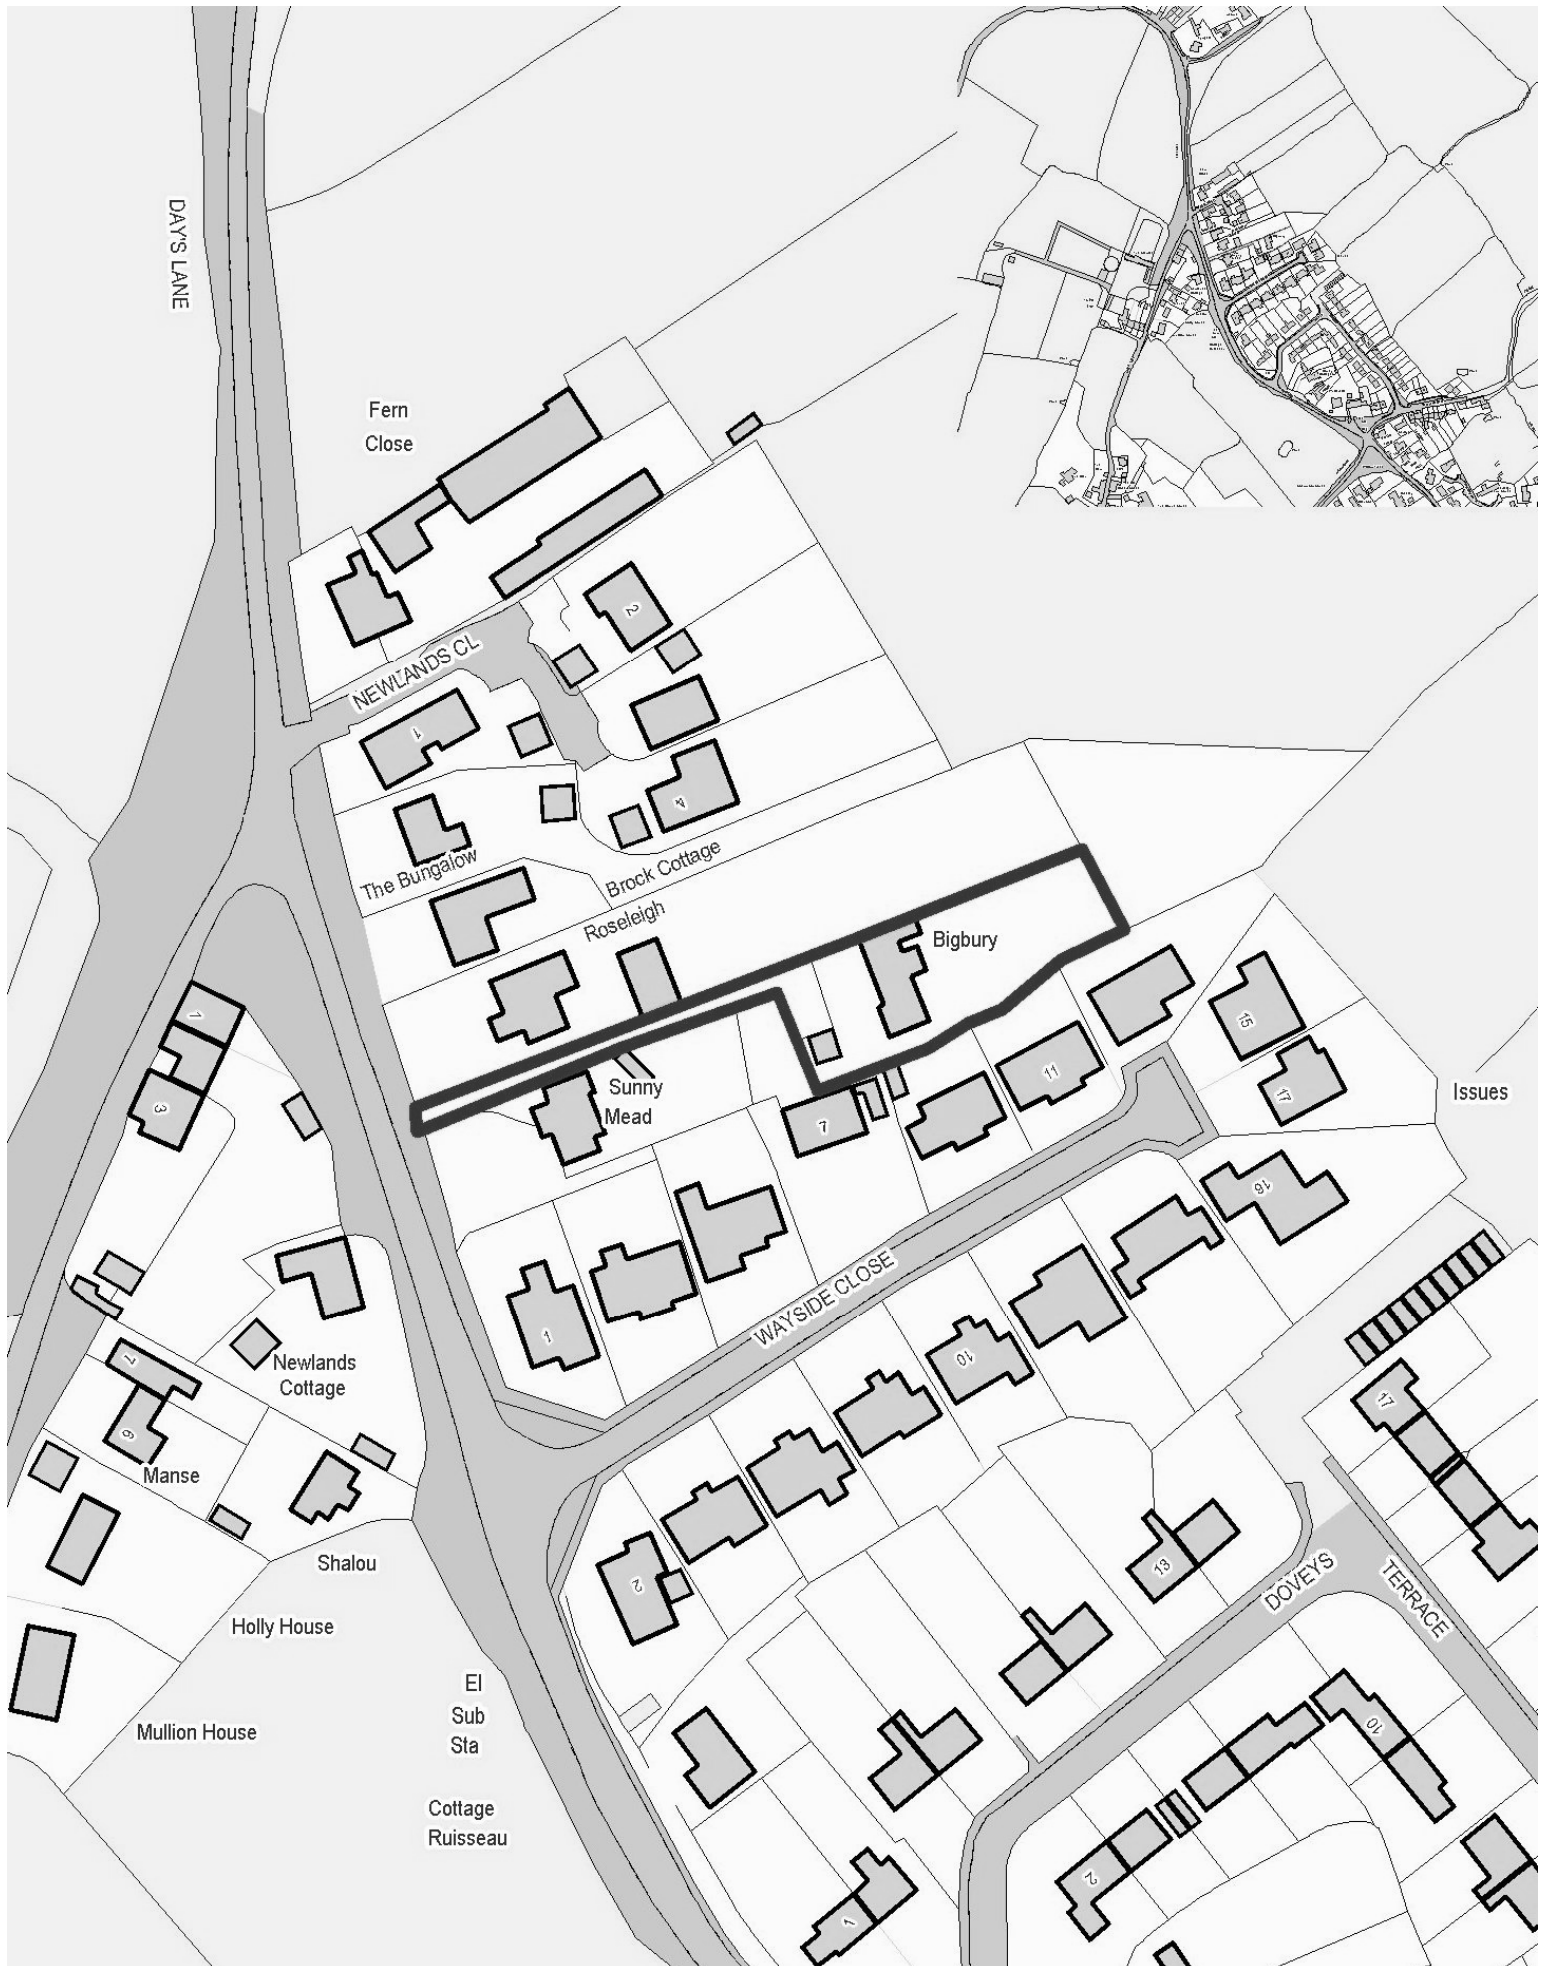 DAY'S LANE
Fern
Close
2
NEWLANDS CL
1
4
The Bungalow
Brock Cottage
Roseleigh
Bigbury
1
3
Sunny
Mead
7
11
15
17
Issues
16
WAYSIDE CLOSE
1
10
Newlands
Cottage
7
9
Manse
17
Shalou
2
13
DOVEYS
TERRACE
Holly House
El
Sub
Sta
Mullion House
10
Cottage
Ruisseau
2
1